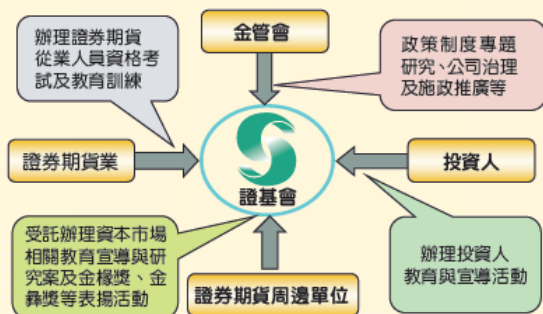 金管會
辦理證券期貨
從業人員資格考
試及教育訓練
政策制度專題
研究、公司治理
及施政推廣等
證券期貨業
證基會
投資人
受託辦理資本市場
相關教育宣導與研
究案及金椽獎、金
彝獎等表揚活動
辦理投資人
教育與宣導活動
證券期貨周邊單位